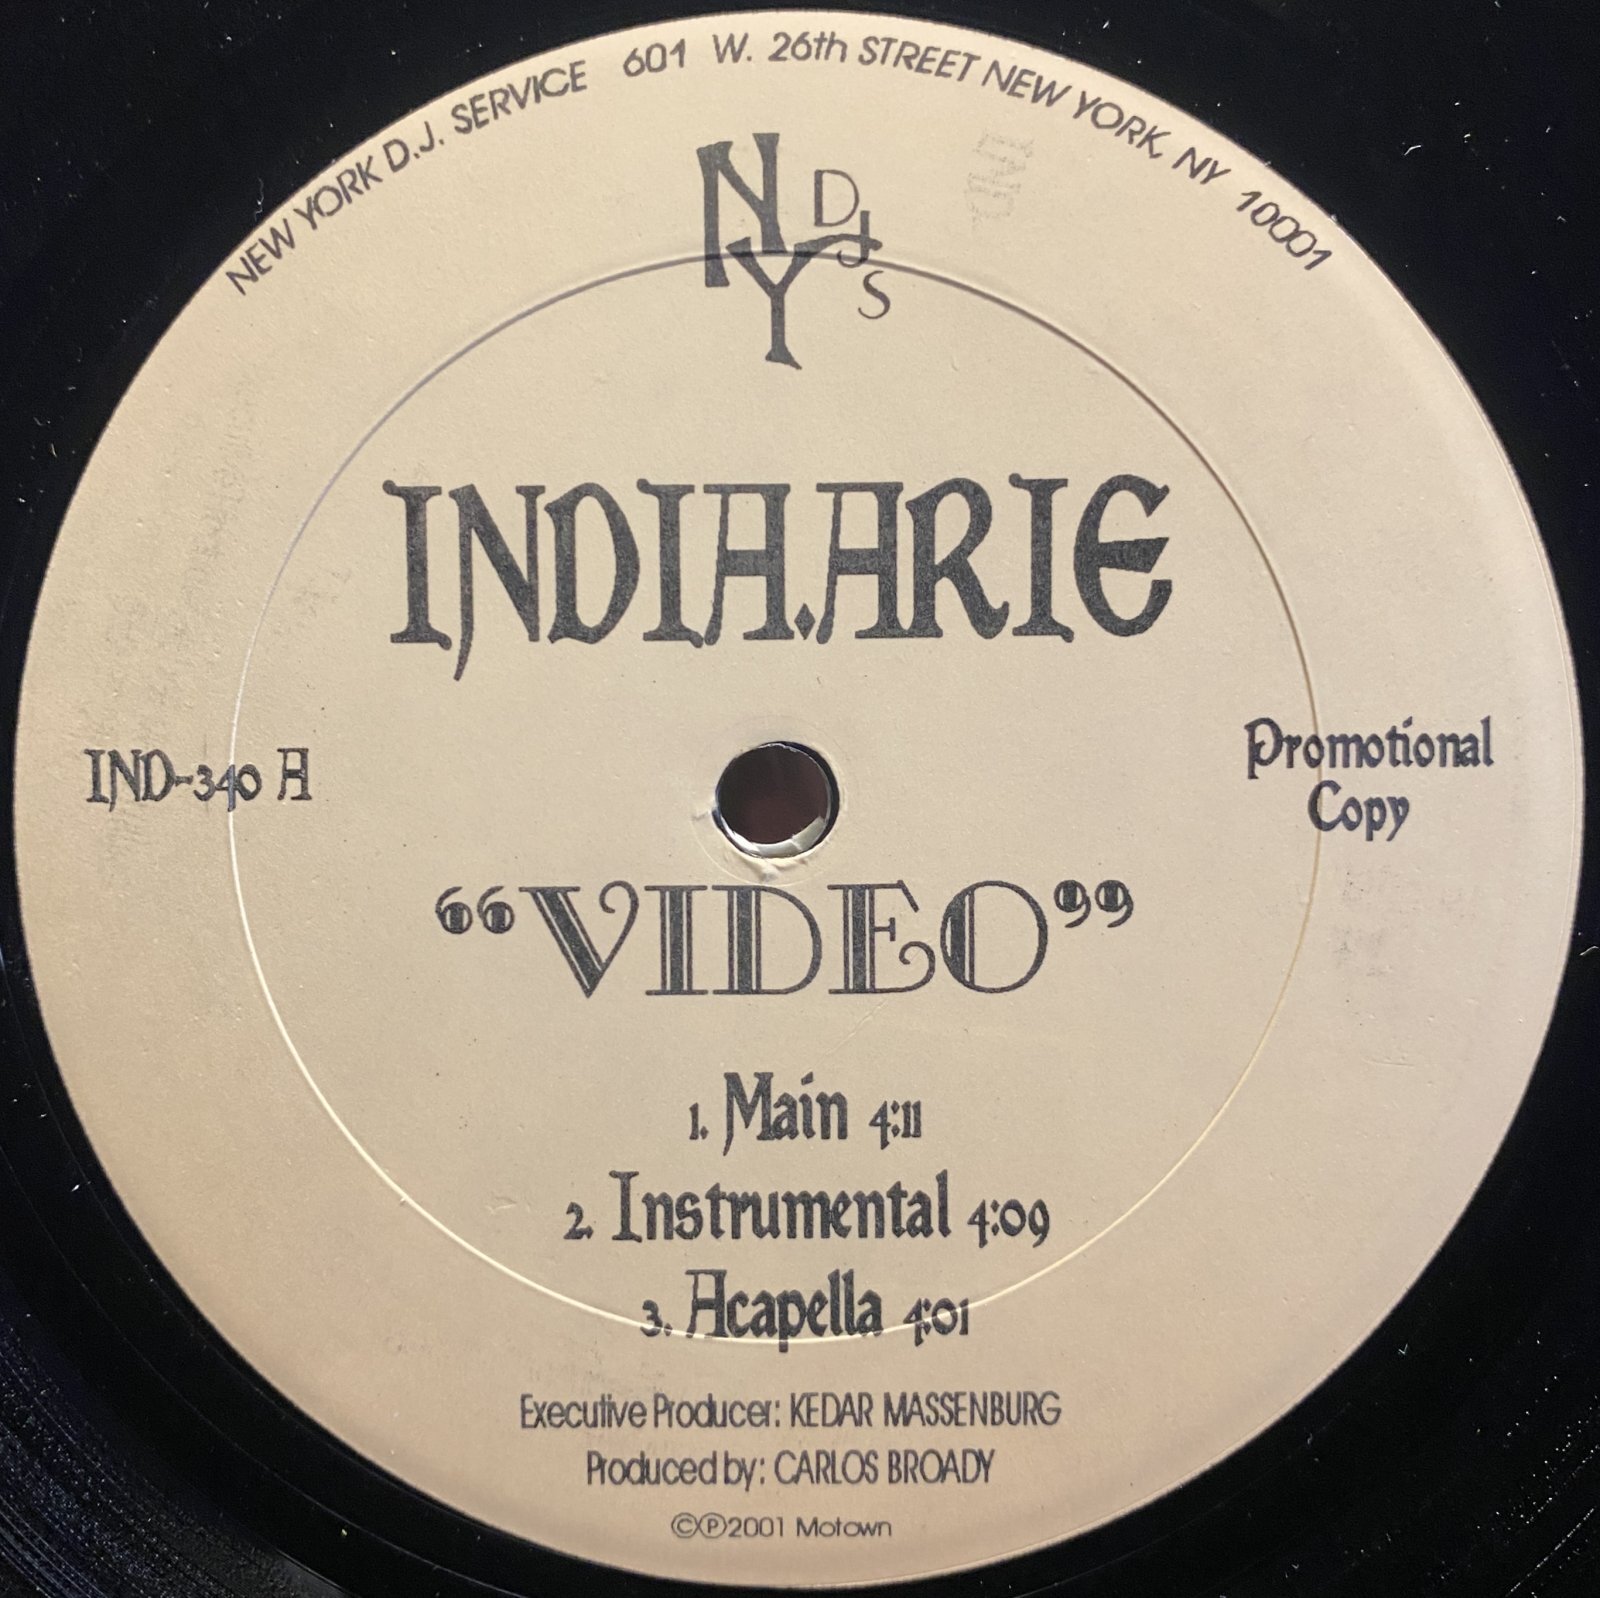 NEW YORK D.J. SERVICE 601 W. 26th STREET NEW YORK, NY 10001
NY DJS
INDIA.ARIE
IND-340 A
Promotional
Copy
“VIDEO”
1. Main 4:11
2. Instrumental 4:09
3. Acapella 4:01
Executive Producer: KEDAR MASSENBURG
Produced by: CARLOS BROADY
©℗2001 Motown